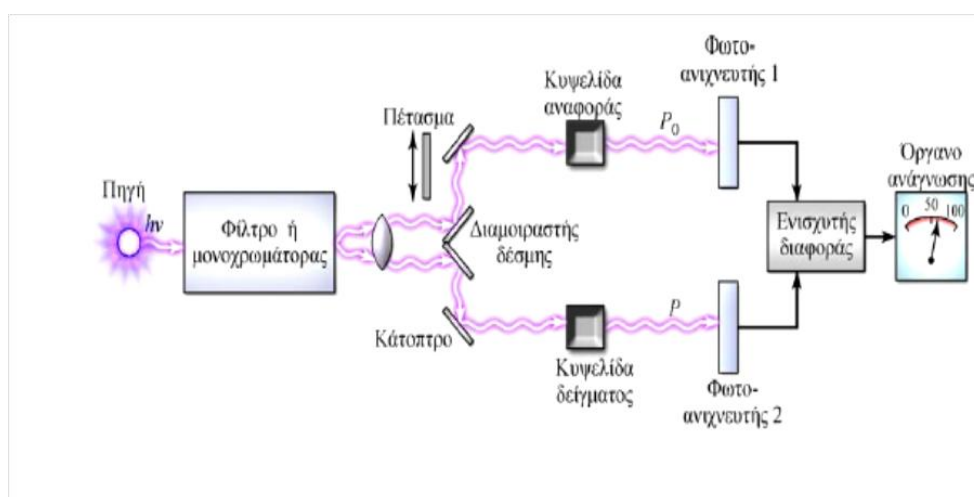 Φωτο-
ανιχνευτής 1
Κυψελίδα
αναφοράς
Πέτασμα
P0
Όργανο
ανάγνωσης
0 50 100
Πηγή
hν
Φίλτρο ή
μονοχρωμάτορας
Διαμοιραστής
δέσμης
Ενισχυτής
διαφοράς
Κάτοπτρο
P
Κυψελίδα
δείγματος
Φωτο-
ανιχνευτής 2